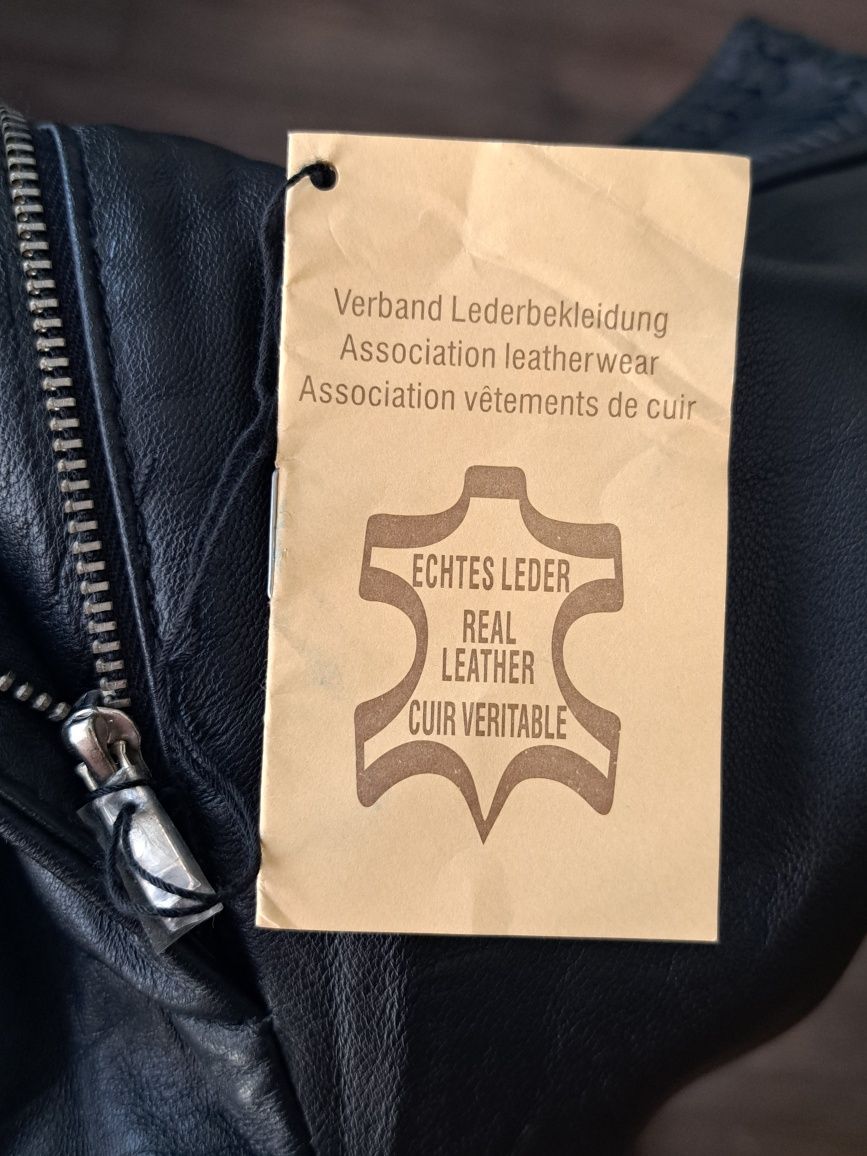 Verband Lederbekleidung
Association leatherwear
Association vêtements de cuir
ECHTES LEDER
REAL
LEATHER
CUIR VERITABLE